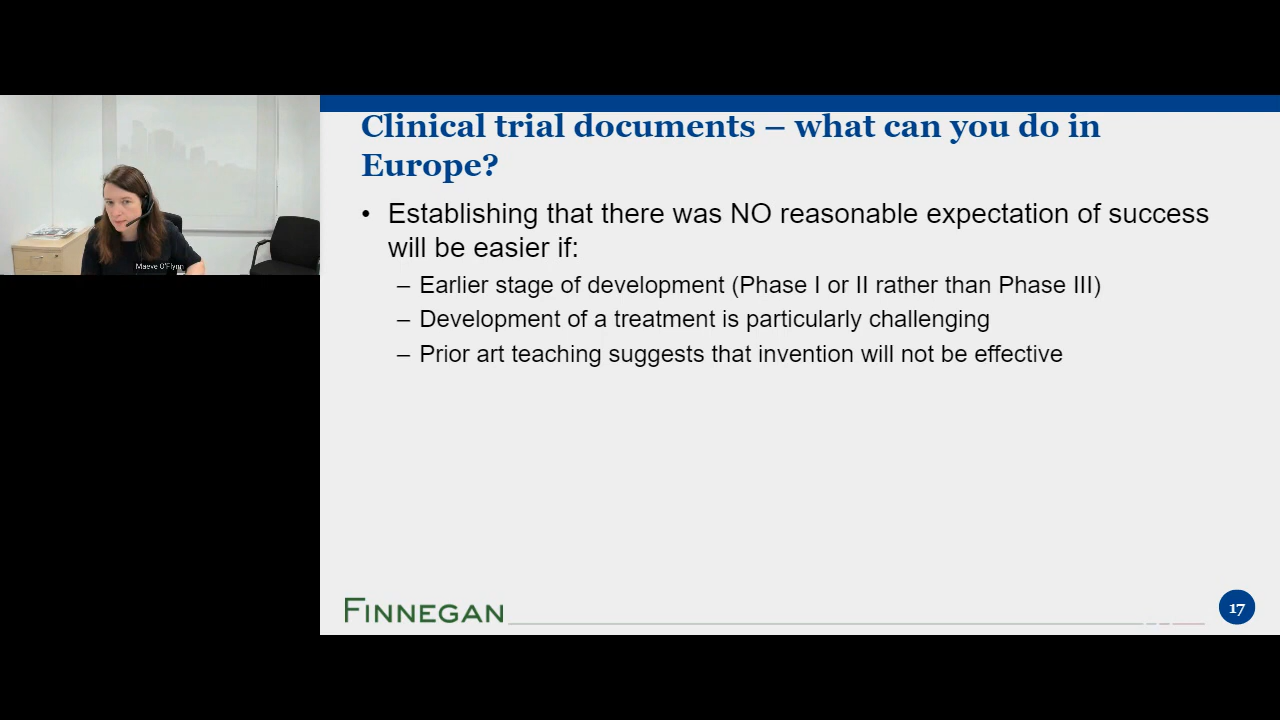 Clinical trial documents – what can you do in
Europe?
• Establishing that there was NO reasonable expectation of success
will be easier if:
– Earlier stage of development (Phase I or II rather than Phase III)
– Development of a treatment is particularly challenging
– Prior art teaching suggests that invention will not be effective
Maeve O'Flynn
FINNEGAN
17